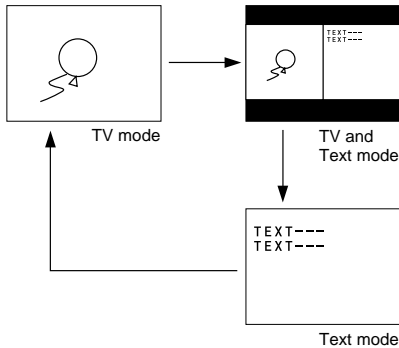 TEXT---
TEXT---
TV mode
TV and
Text mode
TEXT---
TEXT---
Text mode